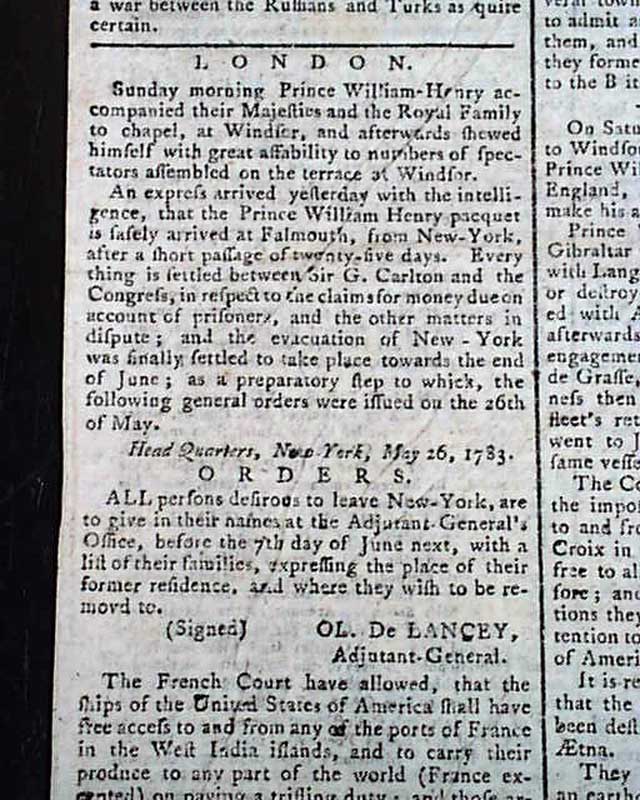 a war between the Ruſſians and Turks as quite
certain.
LONDON.
Sunday morning Prince William-Henry ac-
companied their Majeſties and the Royal Family
to chapel, at Windſor, and afterwards ſhewed
himſelf with great affability to numbers of ſpec-
tators aſſembled on the terrace at Windſor.
An expreſs arrived yeſterday with the intelli-
gence, that the Prince William Henry pacquet
is ſafely arrived at Falmouth, from New-York,
after a ſhort paſſage of twenty-five days. Every
thing is ſettled between Sir G. Carlton and the
Congreſs, in reſpect to the claims for money due on
account of priſoners, and the other matters in
diſpute; and the evacuation of New-York
was finally ſettled to take place towards the end
of June; as a preparatory ſtep to which, the
following general orders were iſſued on the 26th
of May.
Head Quarters, New-York, May 26, 1783.
ORDERS.
ALL perſons deſirous to leave New-York, are
to give in their names at the Adjutant-General's
Office, before the 7th day of June next, with a
liſt of their families, expreſſing the place of their
former reſidence, and where they wiſh to be re-
mov'd to.
(Signed) OL. De LANCEY,
Adjutant-General.
The French Court have allowed, that the
ſhips of the United States of America ſhall have
free acceſs to and from any of the ports of France
in the Weſt India iſlands, and to carry their
produce to any part of the world (France ex-
cepted) on paying a trifling duty; and thoſe
to admit
them, and
they forme
to the B
On Satu
to Windſo
Prince Wil
England,
make his a
Prince
Gibraltar
with Lang
or deſtroy
ed with
afterwards
engagemen
de Graſſe,
neſs then
fleet's ret
went to
ſame veſſe
The Co
the impo
to and fro
Croix in
free to al
fore; and
tions they
tention to
of Ameri
It is re
that the
been deſt
Ætna.
They
an earth